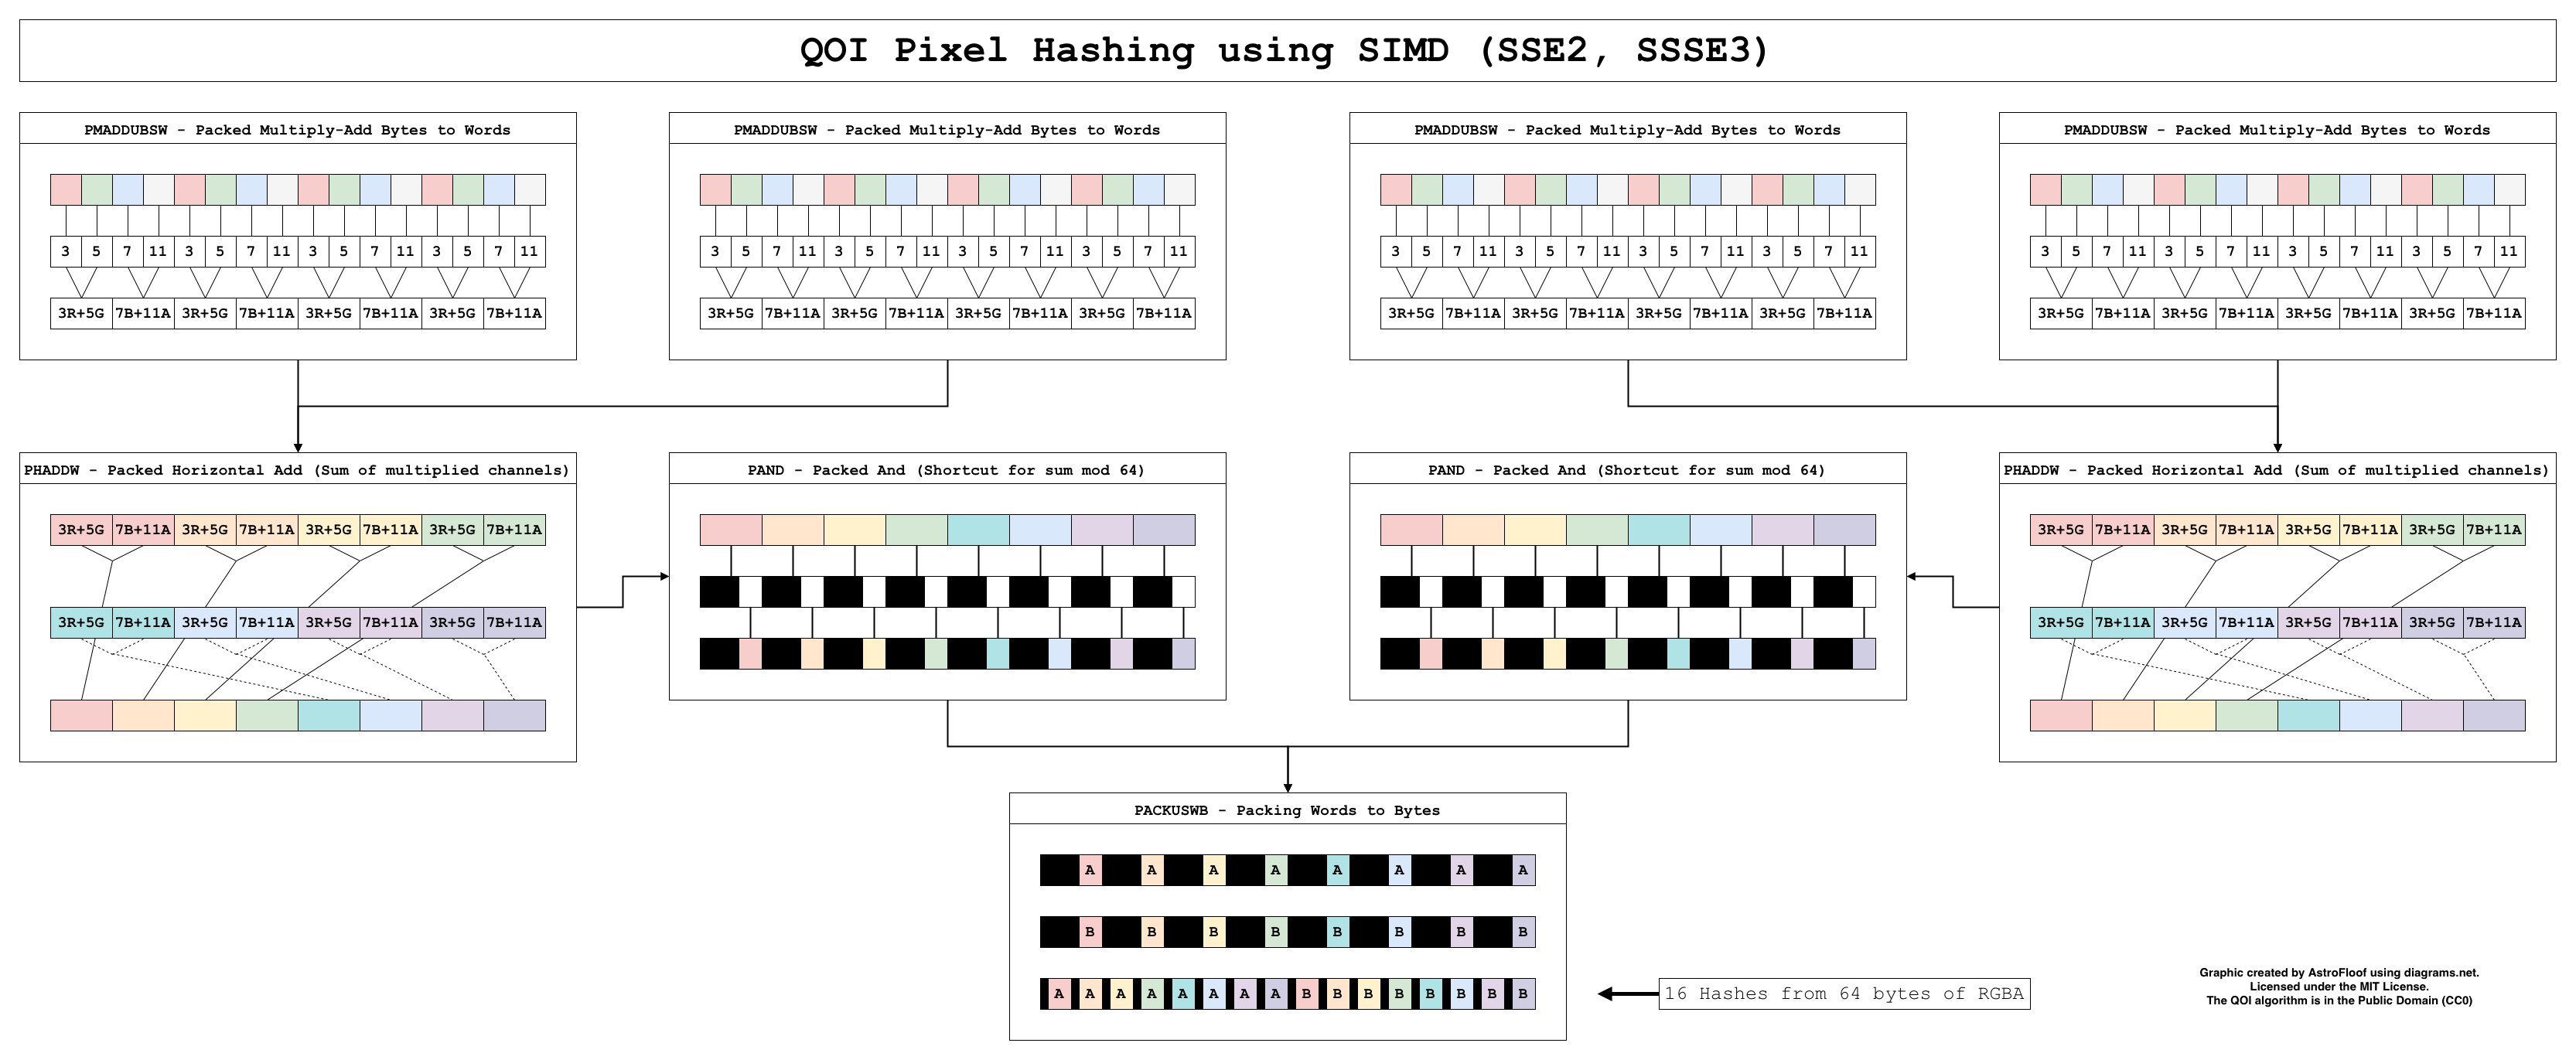 QOI Pixel Hashing using SIMD (SSE2, SSSE3)
PMADDUBSW - Packed Multiply-Add Bytes to Words
3 5 7 11 3 5 7 11 3 5 7 11 3 5 7 11
3R+5G 7B+11A 3R+5G 7B+11A 3R+5G 7B+11A 3R+5G 7B+11A
PMADDUBSW - Packed Multiply-Add Bytes to Words
3 5 7 11 3 5 7 11 3 5 7 11 3 5 7 11
3R+5G 7B+11A 3R+5G 7B+11A 3R+5G 7B+11A 3R+5G 7B+11A
PMADDUBSW - Packed Multiply-Add Bytes to Words
3 5 7 11 3 5 7 11 3 5 7 11 3 5 7 11
3R+5G 7B+11A 3R+5G 7B+11A 3R+5G 7B+11A 3R+5G 7B+11A
PMADDUBSW - Packed Multiply-Add Bytes to Words
3 5 7 11 3 5 7 11 3 5 7 11 3 5 7 11
3R+5G 7B+11A 3R+5G 7B+11A 3R+5G 7B+11A 3R+5G 7B+11A
PHADDW - Packed Horizontal Add (Sum of multiplied channels)
3R+5G 7B+11A 3R+5G 7B+11A 3R+5G 7B+11A 3R+5G 7B+11A
3R+5G 7B+11A 3R+5G 7B+11A 3R+5G 7B+11A 3R+5G 7B+11A
PAND - Packed And (Shortcut for sum mod 64)
PAND - Packed And (Shortcut for sum mod 64)
PHADDW - Packed Horizontal Add (Sum of multiplied channels)
3R+5G 7B+11A 3R+5G 7B+11A 3R+5G 7B+11A 3R+5G 7B+11A
3R+5G 7B+11A 3R+5G 7B+11A 3R+5G 7B+11A 3R+5G 7B+11A
PACKUSWB - Packing Words to Bytes
A A A A A A A A
B B B B B B B B
A A A A A A A A B B B B B B B B
16 Hashes from 64 bytes of RGBA
Graphic created by AstroFloof using diagrams.net.
Licensed under the MIT License.
The QOI algorithm is in the Public Domain (CC0)